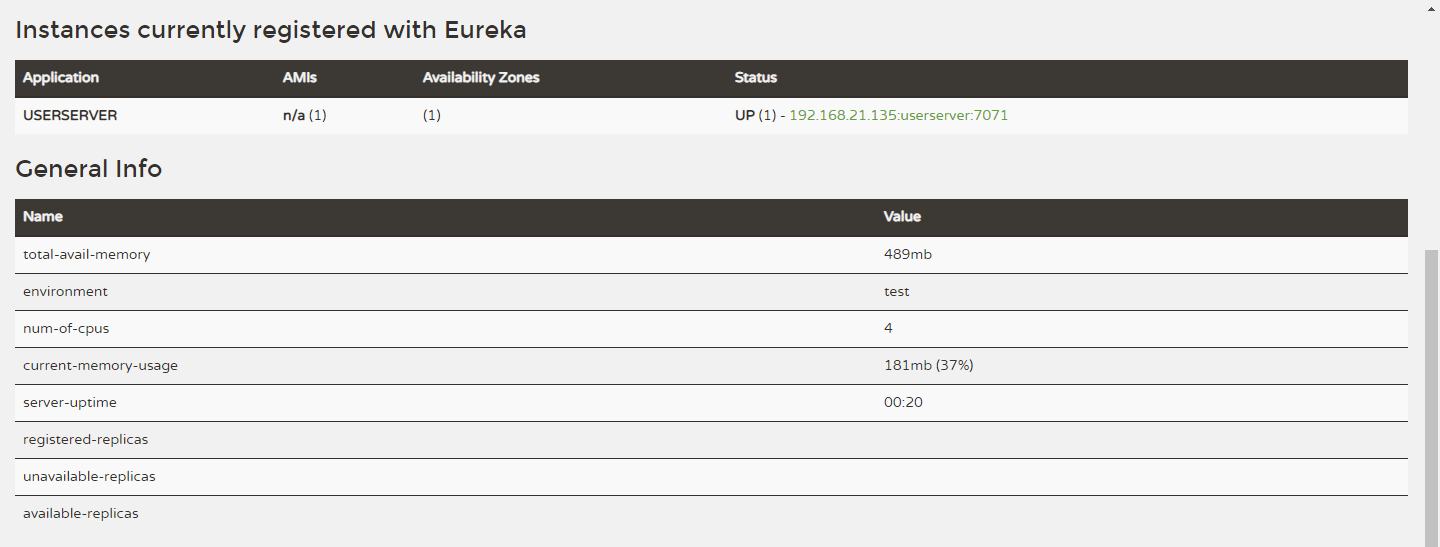 Instances currently registered with Eureka
Application AMIs Availability Zones Status
USERSERVER n/a (1) (1) UP (1) - 192.168.21.135:userserver:7071
General Info
Name Value
total-avail-memory 489mb
environment test
num-of-cpus 4
current-memory-usage 181mb (37%)
server-uptime 00:20
registered-replicas
unavailable-replicas
available-replicas